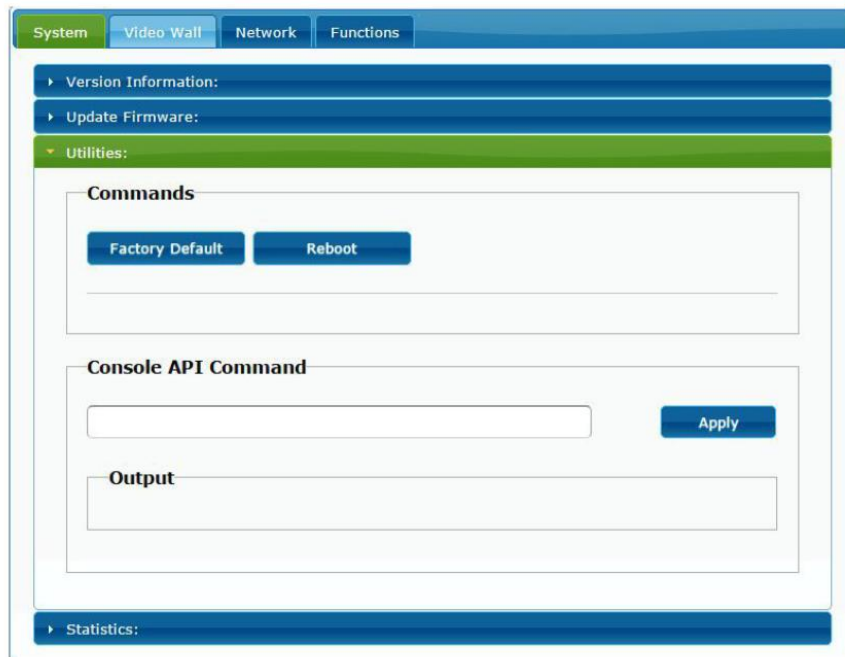 System Video Wall Network Functions
Version Information:
Update Firmware:
Utilities:
Commands
Factory Default Reboot
Console API Command
Apply
Output
Statistics: